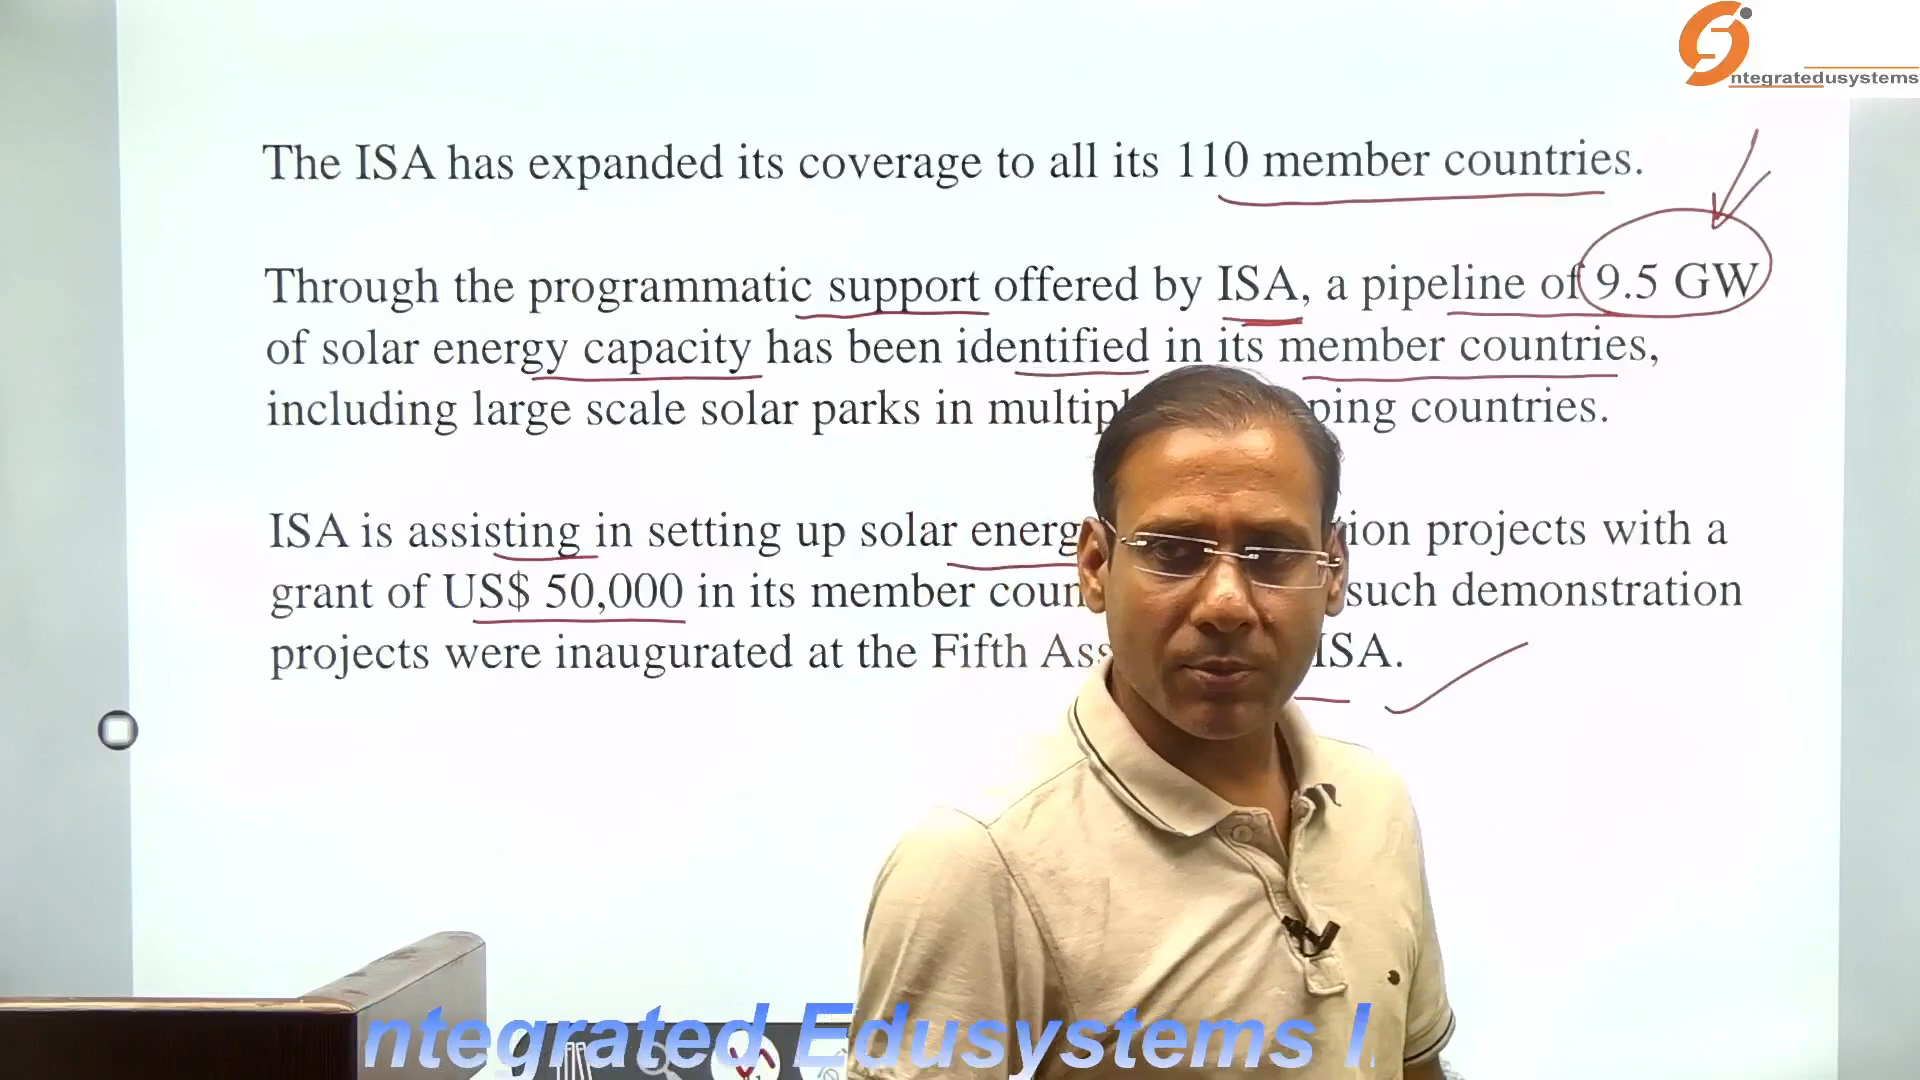 ntegratedusystems
The ISA has expanded its coverage to all its 110 member countries.
Through the programmatic support offered by ISA, a pipeline of 9.5 GW
of solar energy capacity has been identified in its member countries,
including large scale solar parks in multip ping countries.
ISA is assisting in setting up solar energ ion projects with a
grant of US$ 50,000 in its member coun such demonstration
projects were inaugurated at the Fifth Ass ISA.
ntegrated Edusystems I